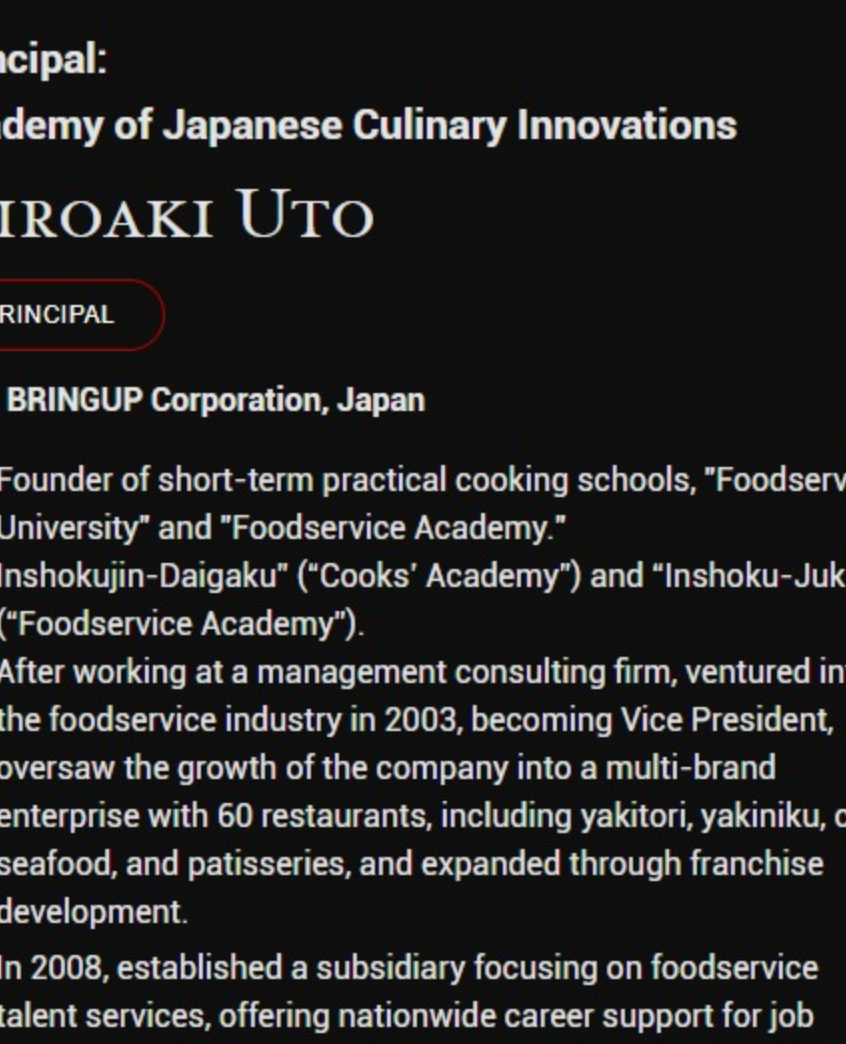 ncipal:
demy of Japanese Culinary Innovations
IROAKI UTO
RINCIPAL
BRINGUP Corporation, Japan
Founder of short-term practical cooking schools, "Foodserv
University" and "Foodservice Academy."
Inshokujin-Daigaku" (“Cooks’ Academy”) and “Inshoku-Juk
(“Foodservice Academy”).
After working at a management consulting firm, ventured in
the foodservice industry in 2003, becoming Vice President,
oversaw the growth of the company into a multi-brand
enterprise with 60 restaurants, including yakitori, yakiniku,
seafood, and patisseries, and expanded through franchise
development.
In 2008, established a subsidiary focusing on foodservice
talent services, offering nationwide career support for job